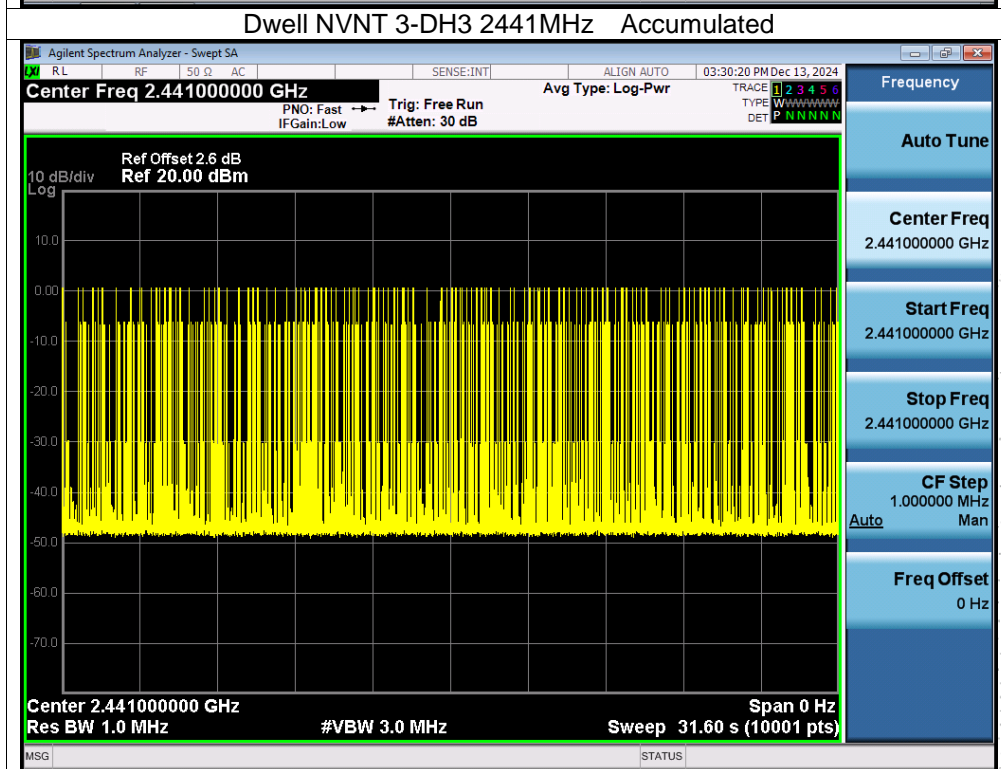 Dwell NVNT 3-DH3 2441MHz Accumulated
Agilent Spectrum Analyzer - Swept SA
LXI RL RF 50 Ω AC SENSE:INT ALIGN AUTO 03:30:20 PM Dec 13, 2024
Center Freq 2.441000000 GHz
PNO: Fast
IFGain:Low
Trig: Free Run
#Atten: 30 dB
Avg Type: Log-Pwr
TRACE 1 2 3 4 5 6
TYPE WWWWWWW
DET P N N N N N
Frequency
Auto Tune
Center Freq
2.441000000 GHz
Start Freq
2.441000000 GHz
Stop Freq
2.441000000 GHz
CF Step
1.000000 MHz
Auto Man
Freq Offset
0 Hz
Ref Offset 2.6 dB
10 dB/div Ref 20.00 dBm
Log
10.0
0.00
-10.0
-20.0
-30.0
-40.0
-50.0
-60.0
-70.0
Center 2.441000000 GHz Span 0 Hz
Res BW 1.0 MHz #VBW 3.0 MHz Sweep 31.60 s (10001 pts)
MSG STATUS